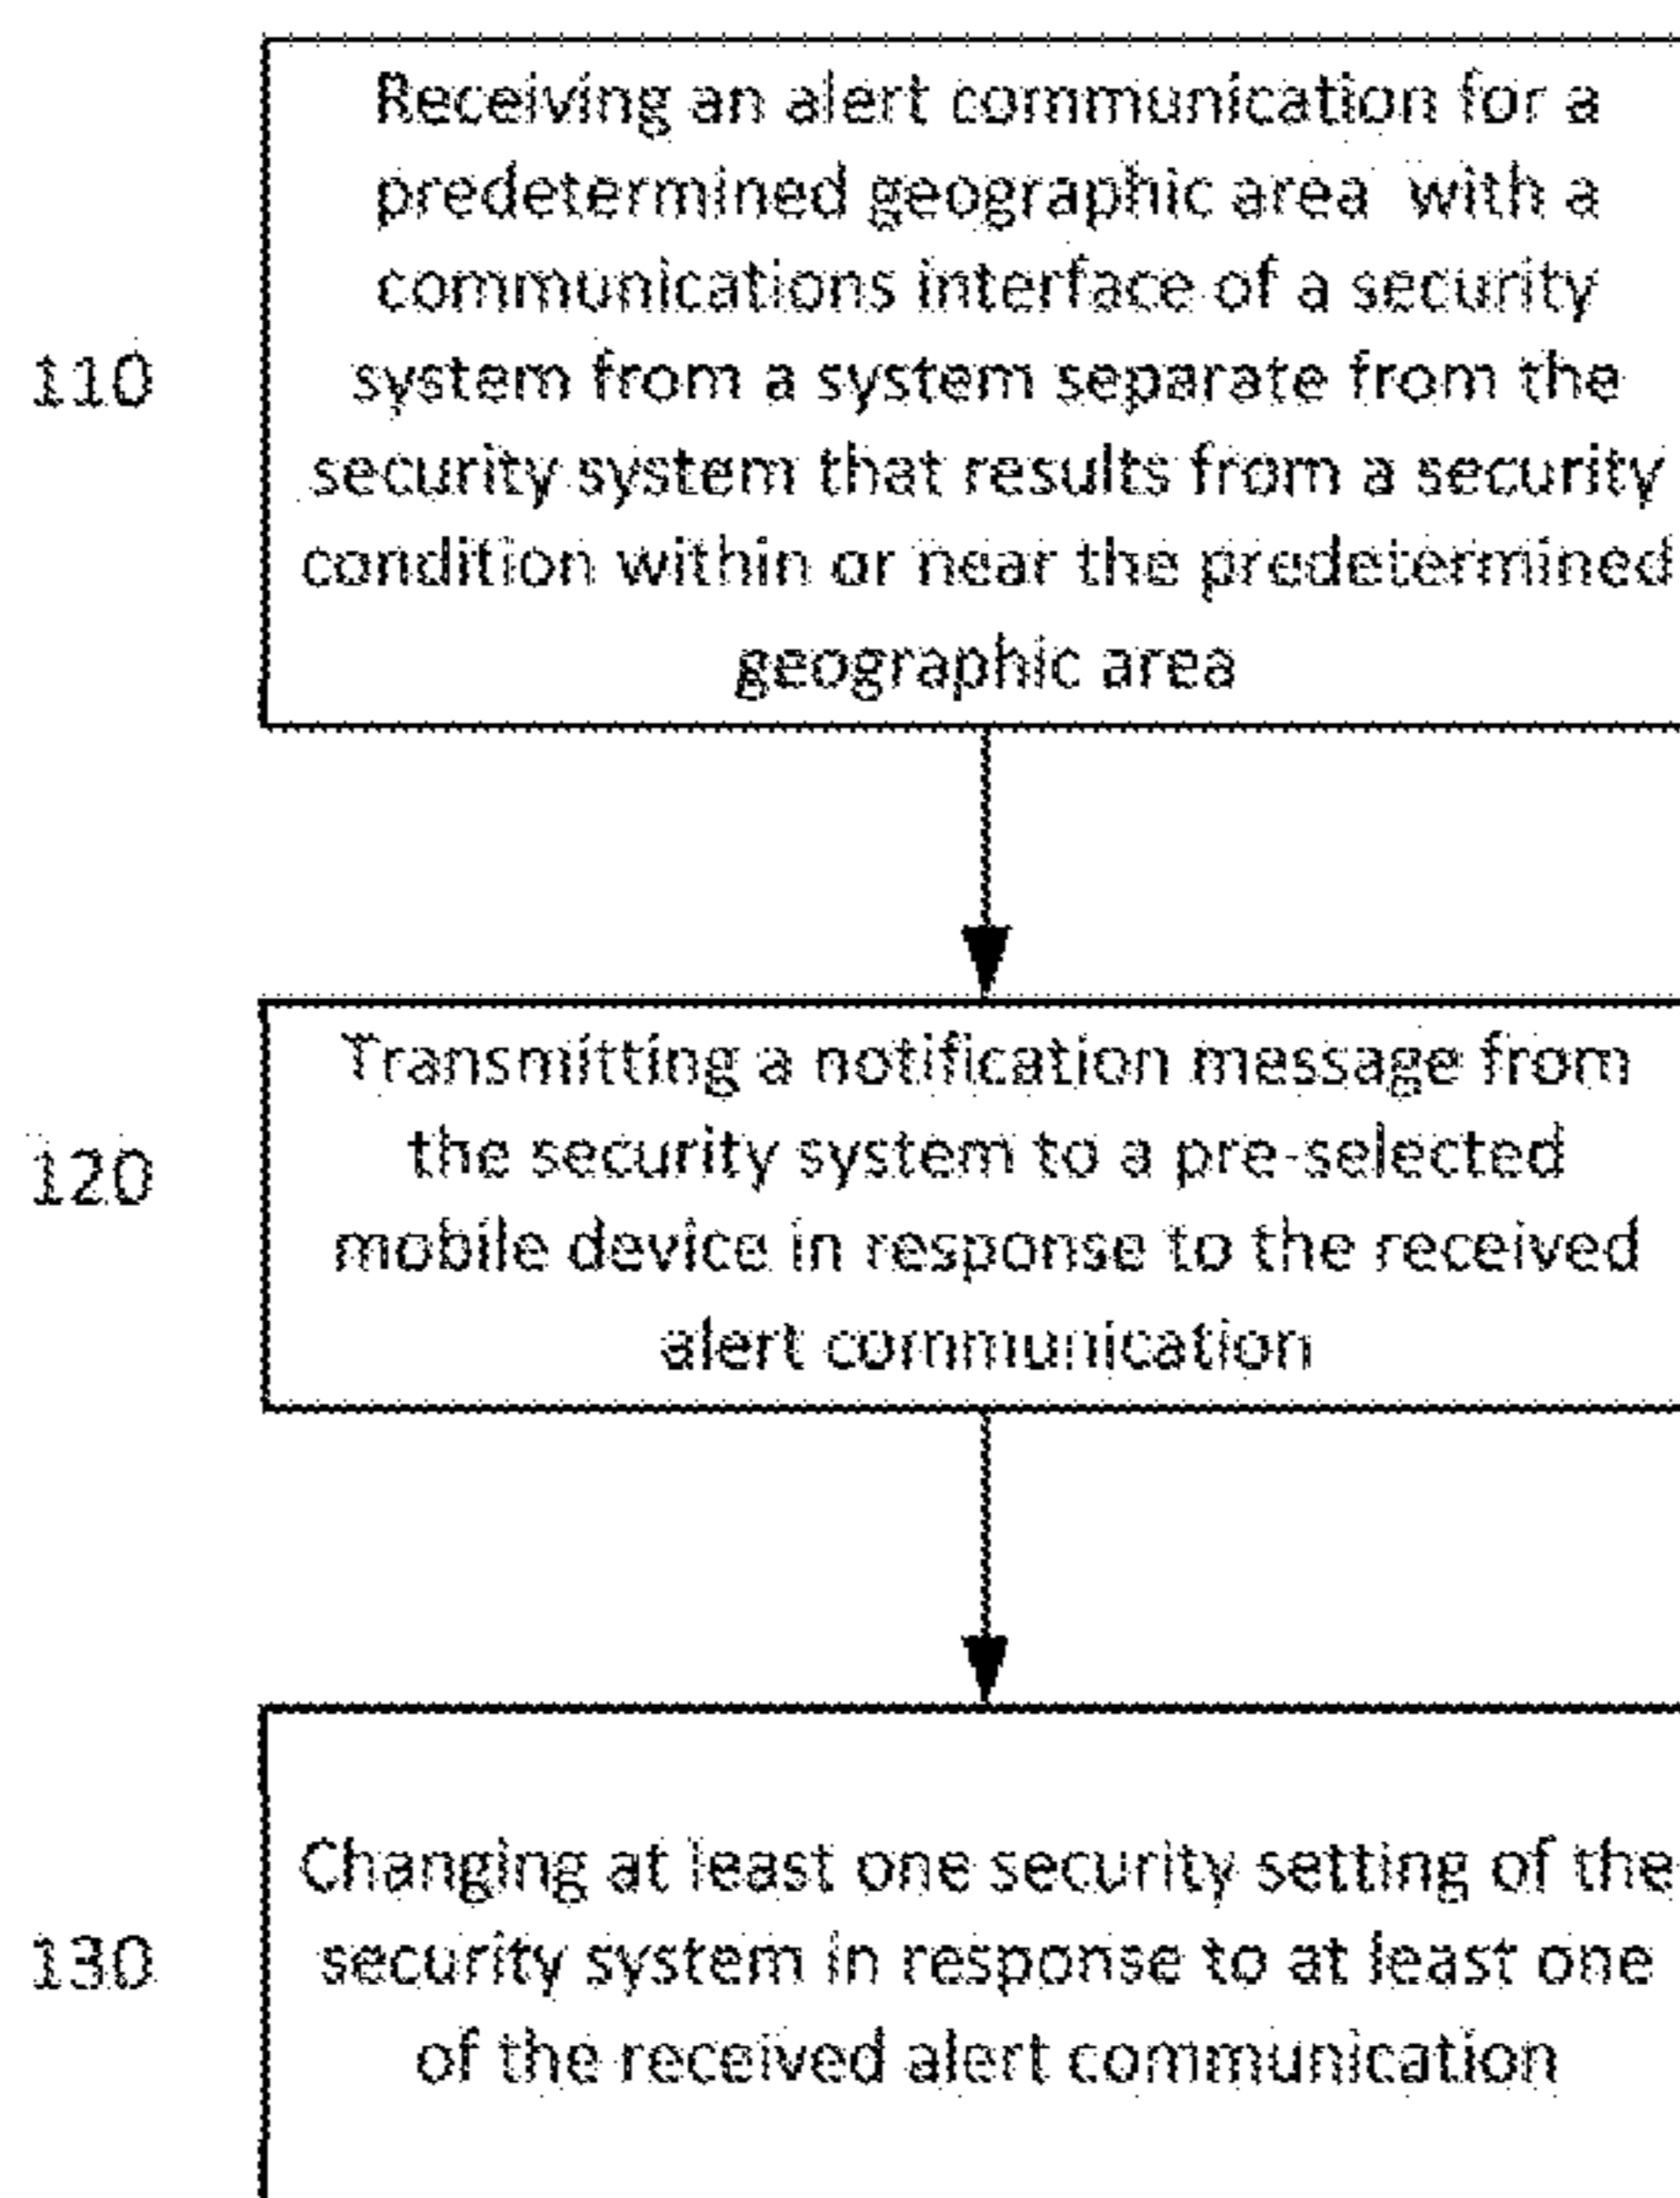 Receiving an alert communication for a
predetermined geographic area with a
communications interface of a security
110
system from a system separate from the
security system that results from a security
condition within or near the predetermined
geographic area
Transmitting a notification message from
the security system to a pre-selected
120
mobile device in response to the received
alert communication
Changing at least one security setting of the
130
security system in response to at least one
of the received alert communication